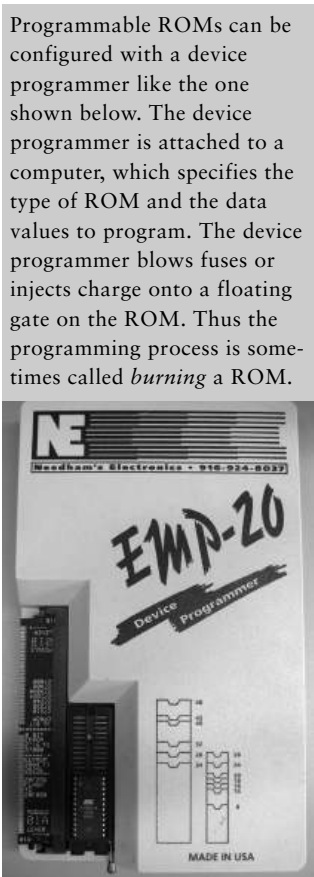 Programmable ROMs can be
configured with a device
programmer like the one
shown below. The device
programmer is attached to a
computer, which specifies the
type of ROM and the data
values to program. The device
programmer blows fuses or
injects charge onto a floating
gate on the ROM. Thus the
programming process is some-
times called burning a ROM.
NE
Needham's Electronics • 916-924-8037
EMP-20
Device
Programmer
MADE IN USA